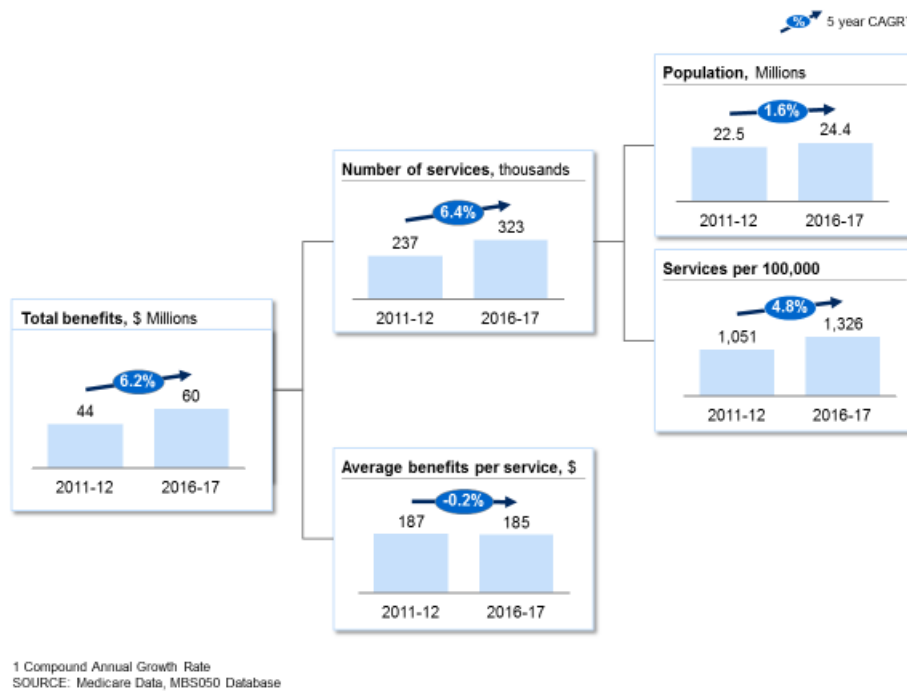 % 5 year CAGR¹
Population, Millions
1.6%
22.5 24.4
2011-12 2016-17
Number of services, thousands
6.4%
237 323
2011-12 2016-17
Services per 100,000
4.8%
1,051 1,326
2011-12 2016-17
Total benefits, $ Millions
6.2%
44 60
2011-12 2016-17
Average benefits per service, $
-0.2%
187 185
2011-12 2016-17
1 Compound Annual Growth Rate
SOURCE: Medicare Data, MBS050 Database